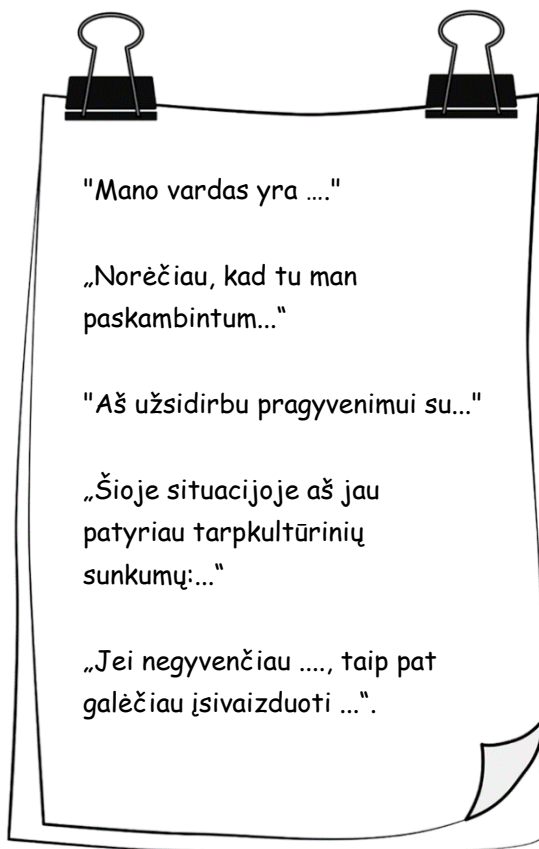 "Mano vardas yra …."
„Norėčiau, kad tu man
paskambintum...“
"Aš užsidirbu pragyvenimui su..."
„Šioje situacijoje aš jau
patyriau tarpkultūrinių
sunkumų:...“
„Jei negyvenčiau ...., taip pat
galėčiau įsivaizduoti ...“.